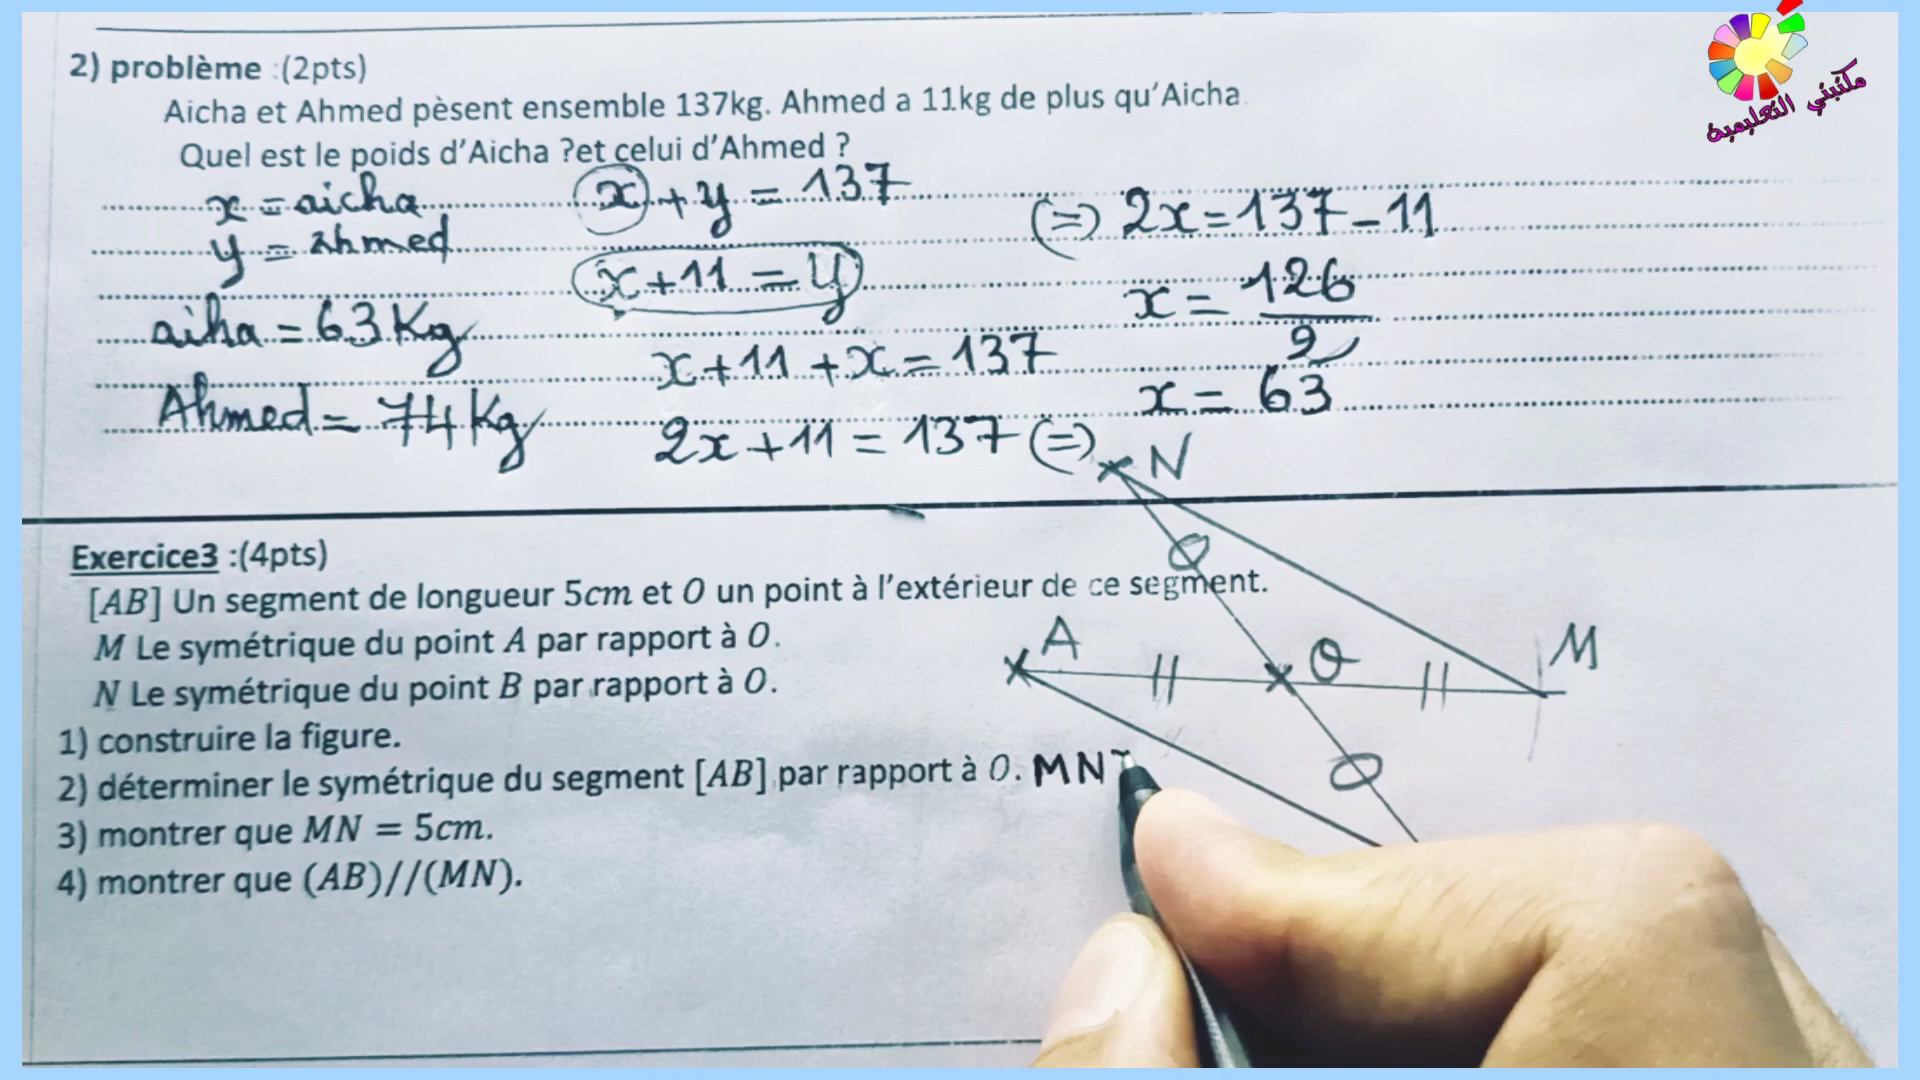 2) problème :(2pts)
Aicha et Ahmed pèsent ensemble 137kg. Ahmed a 11kg de plus qu'Aicha.
Quel est le poids d'Aicha ?et celui d'Ahmed ?
x = aicha
y = ahmed
aiha = 63 Kg
Ahmed = 74 Kg
x + y = 137
x + 11 = y
x + 11 + x = 137
2x + 11 = 137 (=)
(=) 2x = 137 - 11
x = 126/2
x = 63
Exercice3 :(4pts)
[AB] Un segment de longueur 5cm et O un point à l'extérieur de ce segment.
M Le symétrique du point A par rapport à O.
N Le symétrique du point B par rapport à O.
1) construire la figure.
2) déterminer le symétrique du segment [AB] par rapport à O. MN
3) montrer que MN = 5cm.
4) montrer que (AB)//(MN).
N
A
O
M
مكتبتي التعليمية